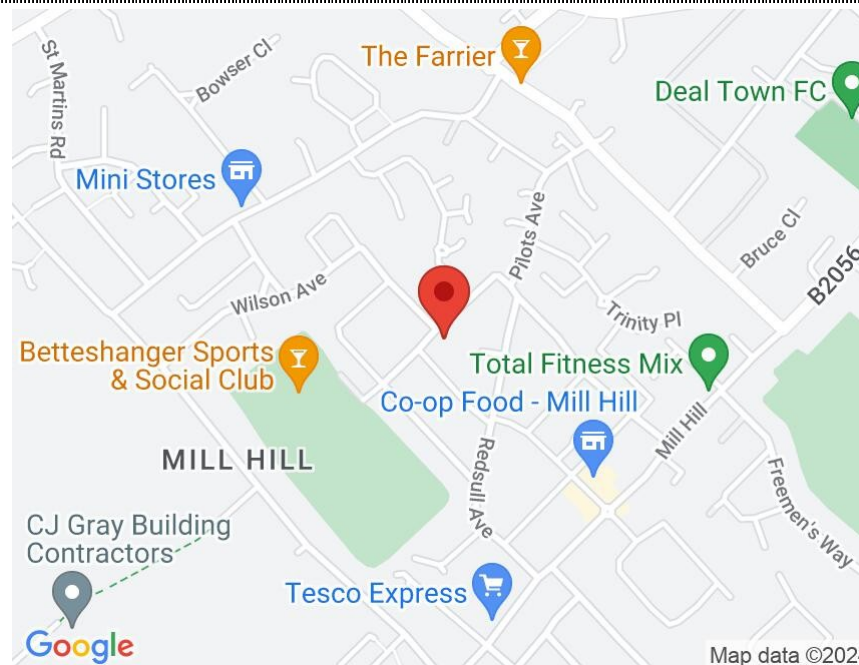 St Martins Rd
Bowser Cl
The Farrier
Deal Town FC
Mini Stores
Pilots Ave
Bruce Cl
B2056
Wilson Ave
Trinity Pl
Betteshanger Sports
& Social Club
Total Fitness Mix
Co-op Food - Mill Hill
Mill Hill
MILL HILL
Redsull Ave
Freemen's Way
CJ Gray Building
Contractors
Tesco Express
Google
Map data ©202